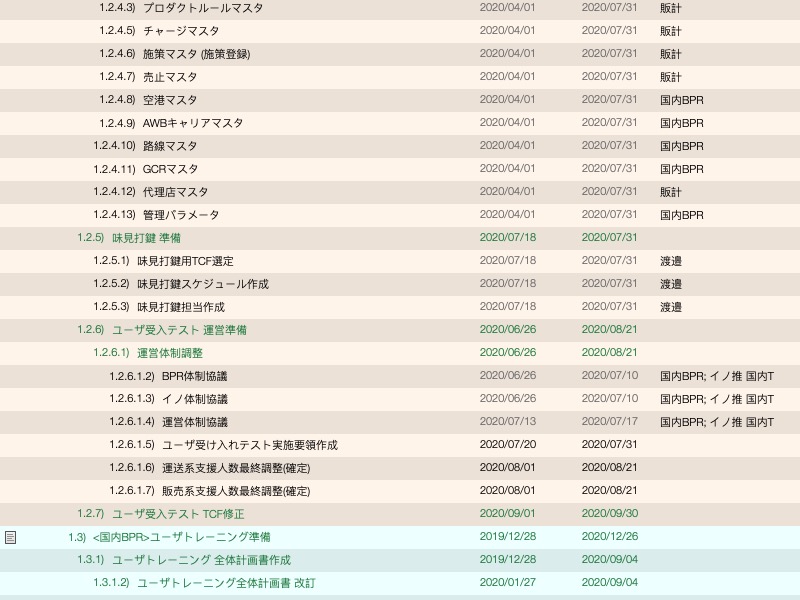 1.2.4.3) プロダクトルールマスタ 2020/04/01 2020/07/31 販計
1.2.4.5) チャージマスタ 2020/04/01 2020/07/31 販計
1.2.4.6) 施策マスタ (施策登録) 2020/04/01 2020/07/31 販計
1.2.4.7) 売止マスタ 2020/04/01 2020/07/31 販計
1.2.4.8) 空港マスタ 2020/04/01 2020/07/31 国内BPR
1.2.4.9) AWBキャリアマスタ 2020/04/01 2020/07/31 国内BPR
1.2.4.10) 路線マスタ 2020/04/01 2020/07/31 国内BPR
1.2.4.11) GCRマスタ 2020/04/01 2020/07/31 国内BPR
1.2.4.12) 代理店マスタ 2020/04/01 2020/07/31 販計
1.2.4.13) 管理パラメータ 2020/04/01 2020/07/31 国内BPR
1.2.5) 味見打鍵 準備 2020/07/18 2020/07/31
1.2.5.1) 味見打鍵用TCF選定 2020/07/18 2020/07/31 渡邉
1.2.5.2) 味見打鍵スケジュール作成 2020/07/18 2020/07/31 渡邉
1.2.5.3) 味見打鍵担当作成 2020/07/18 2020/07/31 渡邉
1.2.6) ユーザ受入テスト 運営準備 2020/06/26 2020/08/21
1.2.6.1) 運営体制調整 2020/06/26 2020/08/21
1.2.6.1.2) BPR体制協議 2020/06/26 2020/07/10 国内BPR; イノ推 国内T
1.2.6.1.3) イノ体制協議 2020/06/26 2020/07/10 国内BPR; イノ推 国内T
1.2.6.1.4) 運営体制協議 2020/07/13 2020/07/17 国内BPR; イノ推 国内T
1.2.6.1.5) ユーザ受け入れテスト実施要領作成 2020/07/20 2020/07/31
1.2.6.1.6) 運送系支援人数最終調整(確定) 2020/08/01 2020/08/21
1.2.6.1.7) 販売系支援人数最終調整(確定) 2020/08/01 2020/08/21
1.2.7) ユーザ受入テスト TCF修正 2020/09/01 2020/09/30
1.3) <国内BPR>ユーザトレーニング準備 2019/12/28 2020/12/26
1.3.1) ユーザトレーニング 全体計画書作成 2019/12/28 2020/09/04
1.3.1.2) ユーザトレーニング全体計画書 改訂 2020/01/27 2020/09/04